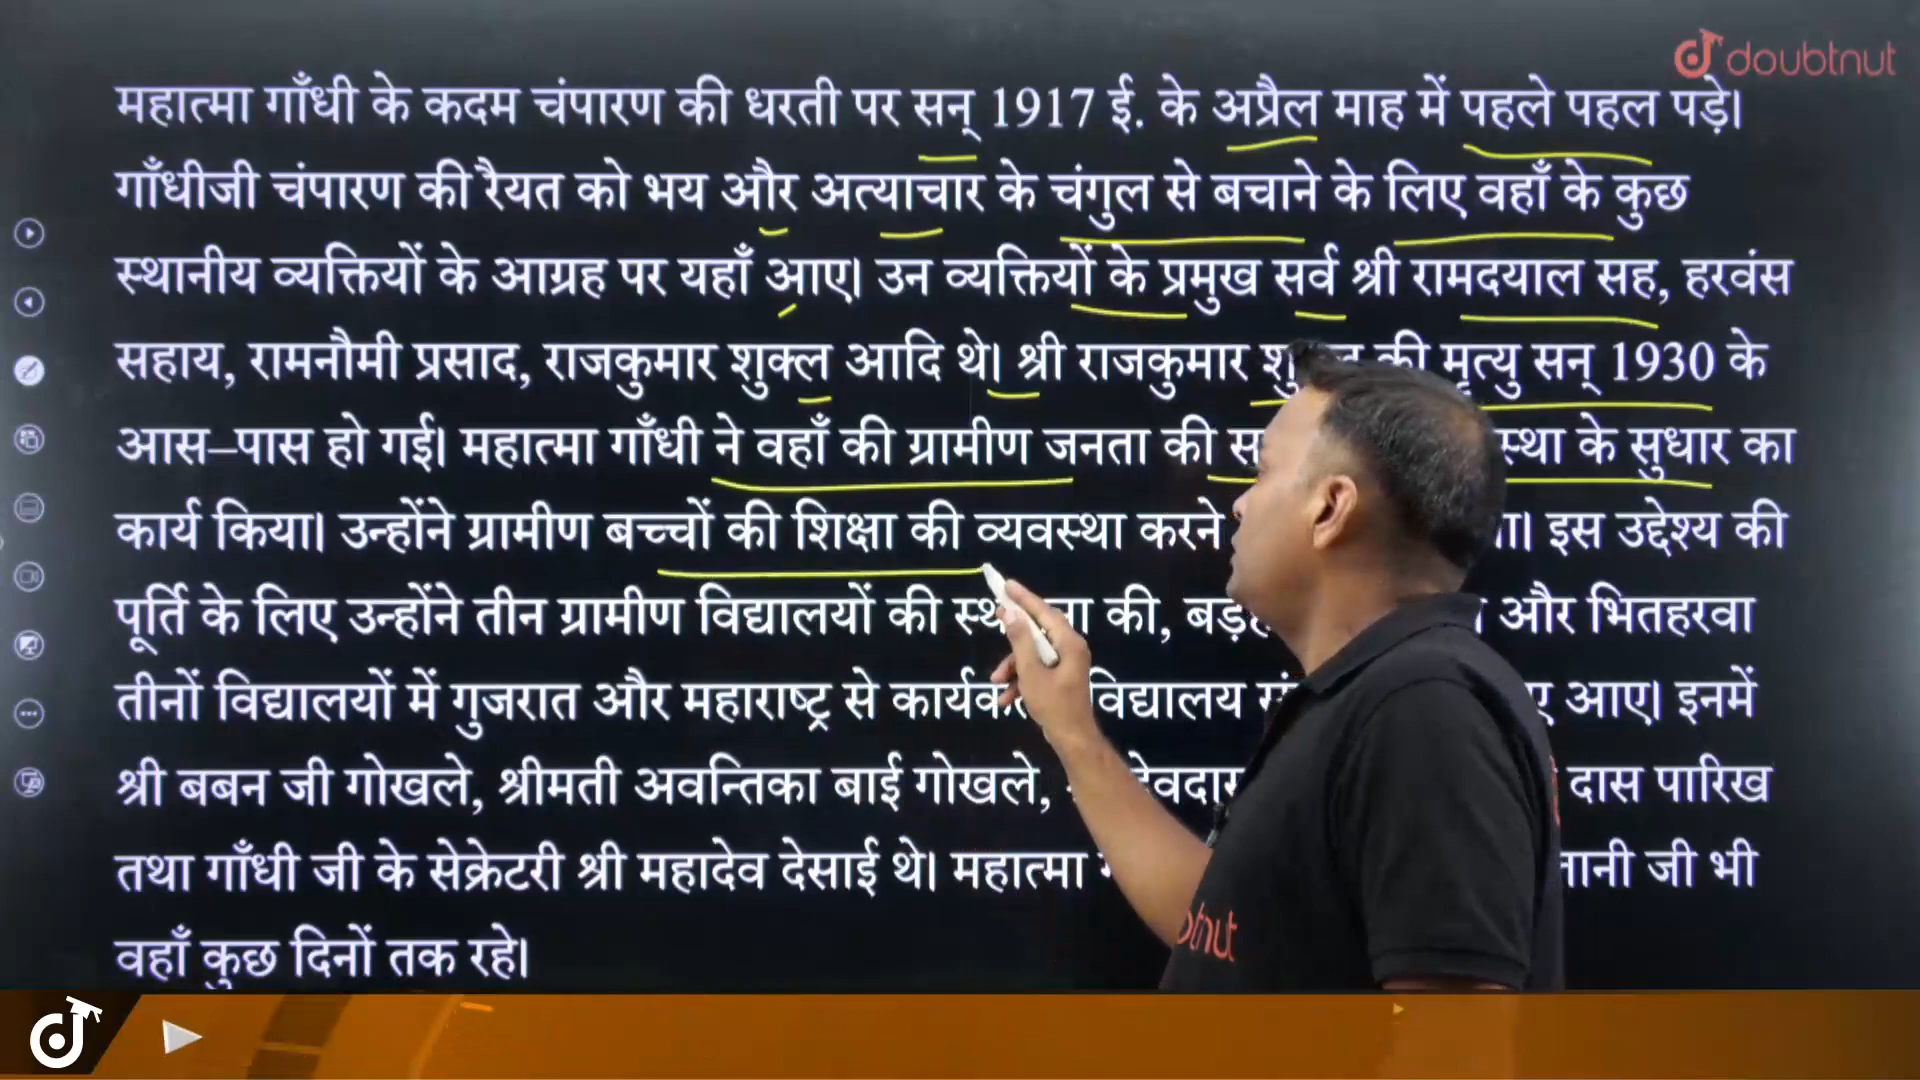 doubtnut
महात्मा गाँधी के कदम चंपारण की धरती पर सन् 1917 ई. के अप्रैल माह में पहले पहल पड़े।
गाँधीजी चंपारण की रैयत को भय और अत्याचार के चंगुल से बचाने के लिए वहाँ के कुछ
स्थानीय व्यक्तियों के आग्रह पर यहाँ आए। उन व्यक्तियों के प्रमुख सर्व श्री रामदयाल सह, हरवंस
सहाय, रामनौमी प्रसाद, राजकुमार शुक्ल आदि थे। श्री राजकुमार की मृत्यु सन् 1930 के
आस–पास हो गई। महात्मा गाँधी ने वहाँ की ग्रामीण जनता की के सुधार का
कार्य किया। उन्होंने ग्रामीण बच्चों की शिक्षा की व्यवस्था करने इस उद्देश्य की
पूर्ति के लिए उन्होंने तीन ग्रामीण विद्यालयों की की, और भितहरवा
तीनों विद्यालयों में गुजरात और महाराष्ट्र से विद्यालय आए। इनमें
श्री बबन जी गोखले, श्रीमती अवन्तिका बाई गोखले, दास पारिख
तथा गाँधी जी के सेक्रेटरी श्री महादेव देसाई थे। महात्मा जी भी
वहाँ कुछ दिनों तक रहे।